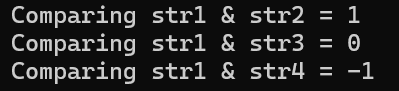 Comparing str1 & str2 = 1
Comparing str1 & str3 = 0
Comparing str1 & str4 = -1